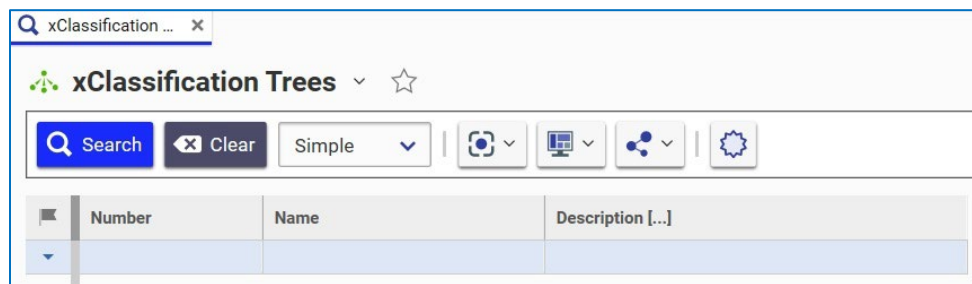 xClassification ...
xClassification Trees
Search Clear Simple
Number Name Description [...]